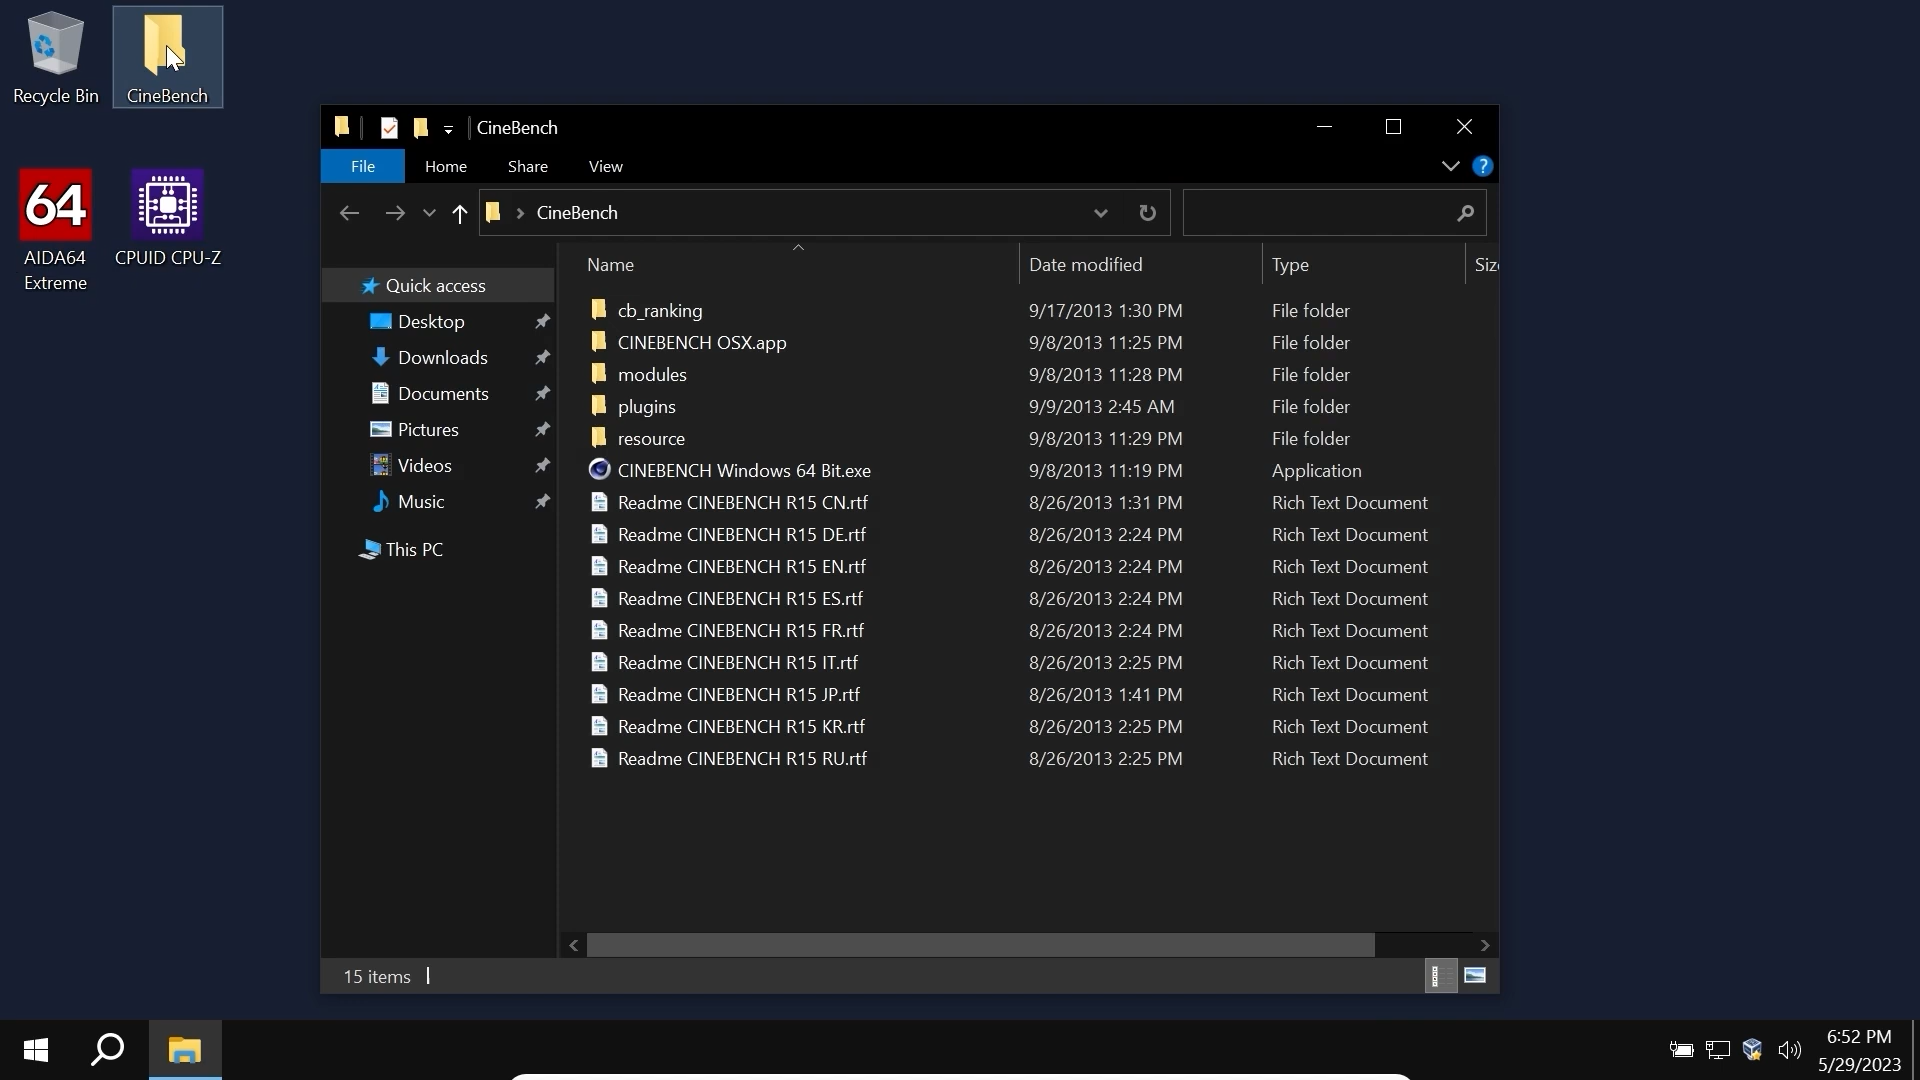 Recycle Bin
CineBench
64
AIDA64
Extreme
CPUID CPU-Z
CineBench
File
Home
Share
View
?
CineBench
Name
Date modified
Type
Siz
Quick access
Desktop
Downloads
Documents
Pictures
Videos
Music
This PC
cb_ranking 9/17/2013 1:30 PM File folder
CINEBENCH OSX.app 9/8/2013 11:25 PM File folder
modules 9/8/2013 11:28 PM File folder
plugins 9/9/2013 2:45 AM File folder
resource 9/8/2013 11:29 PM File folder
CINEBENCH Windows 64 Bit.exe 9/8/2013 11:19 PM Application
Readme CINEBENCH R15 CN.rtf 8/26/2013 1:31 PM Rich Text Document
Readme CINEBENCH R15 DE.rtf 8/26/2013 2:24 PM Rich Text Document
Readme CINEBENCH R15 EN.rtf 8/26/2013 2:24 PM Rich Text Document
Readme CINEBENCH R15 ES.rtf 8/26/2013 2:24 PM Rich Text Document
Readme CINEBENCH R15 FR.rtf 8/26/2013 2:24 PM Rich Text Document
Readme CINEBENCH R15 IT.rtf 8/26/2013 2:25 PM Rich Text Document
Readme CINEBENCH R15 JP.rtf 8/26/2013 1:41 PM Rich Text Document
Readme CINEBENCH R15 KR.rtf 8/26/2013 2:25 PM Rich Text Document
Readme CINEBENCH R15 RU.rtf 8/26/2013 2:25 PM Rich Text Document
15 items
6:52 PM
5/29/2023